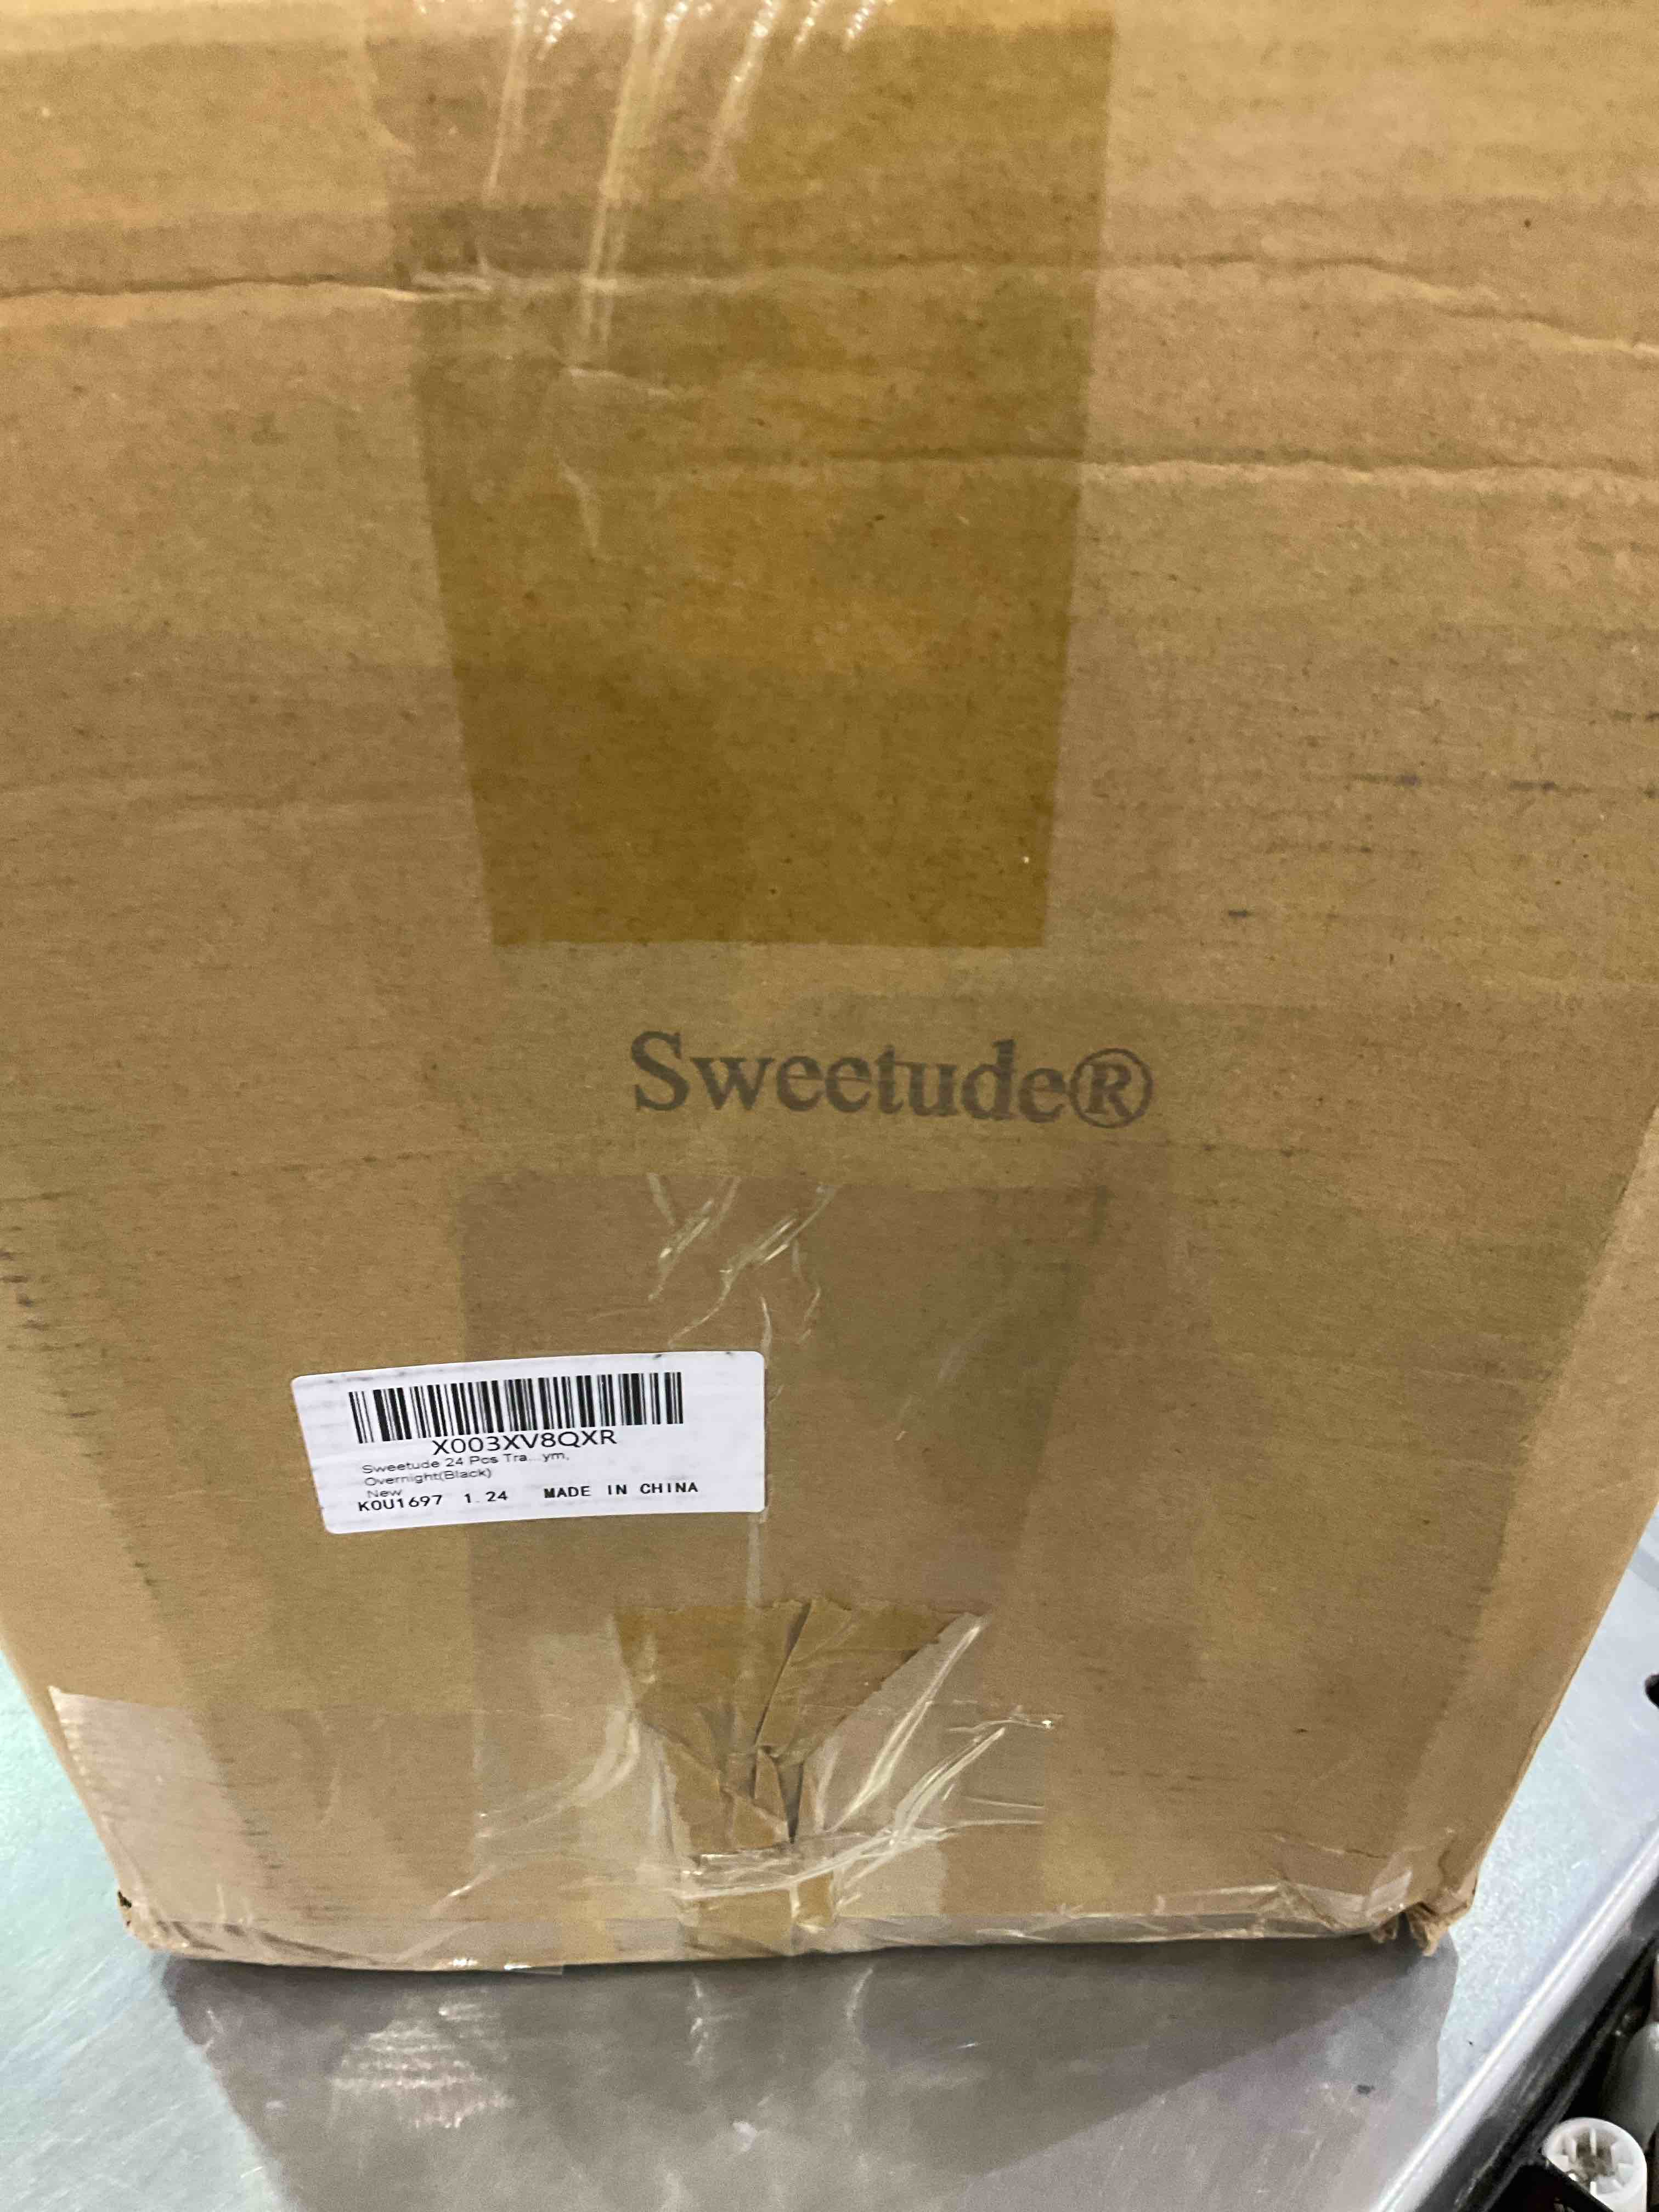 Sweetude®
X003XV8QXR
Sweetude 24 Pcs Tra...ym,
Overnight(Black)
New
K0U1697 1.24 MADE IN CHINA